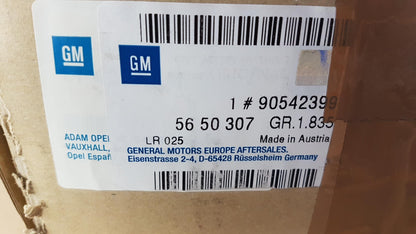 GM
GM
1 # 90542399
56 50 307 GR.1.835
LR 025 Made in Austria
ADAM OPEL
VAUXHALL,
Opel Españ
GENERAL MOTORS EUROPE AFTERSALES.
Eisenstrasse 2-4, D-65428 Rüsselsheim Germany